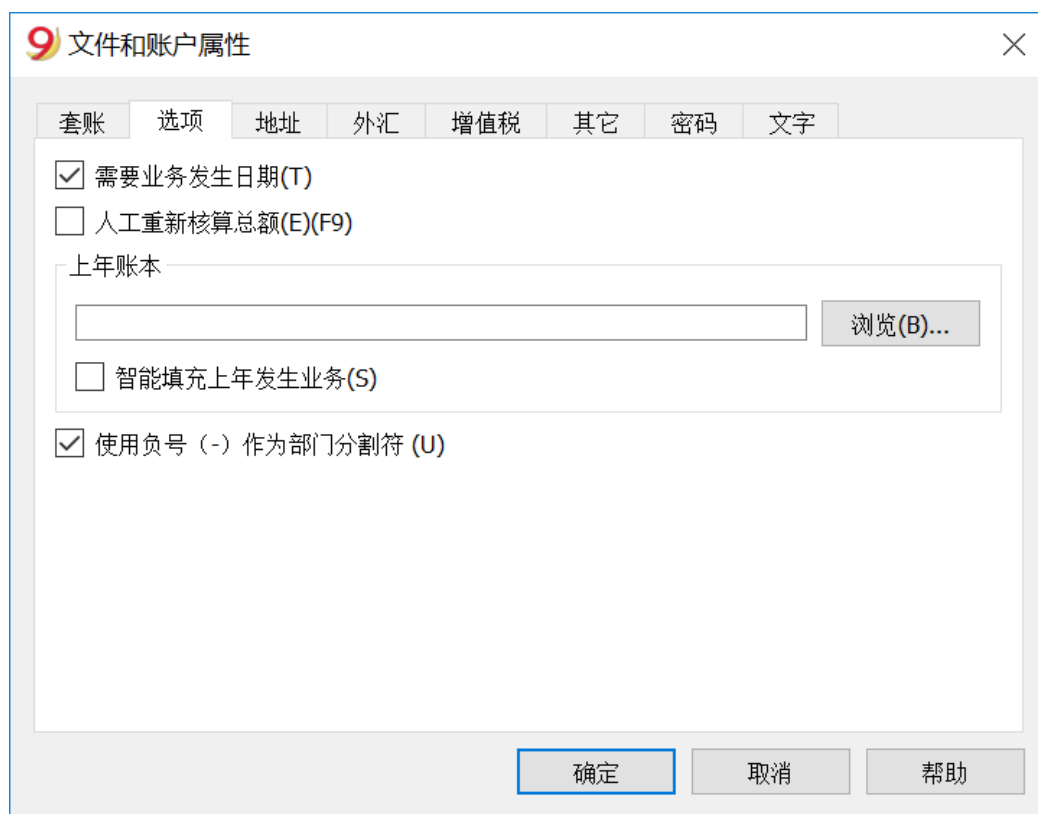 9 文件和账户属性
套账 选项 地址 外汇 增值税 其它 密码 文字
需要业务发生日期(T)
人工重新核算总额(E)(F9)
上年账本
浏览(B)...
智能填充上年发生业务(S)
使用负号（-）作为部门分割符 (U)
确定 取消 帮助